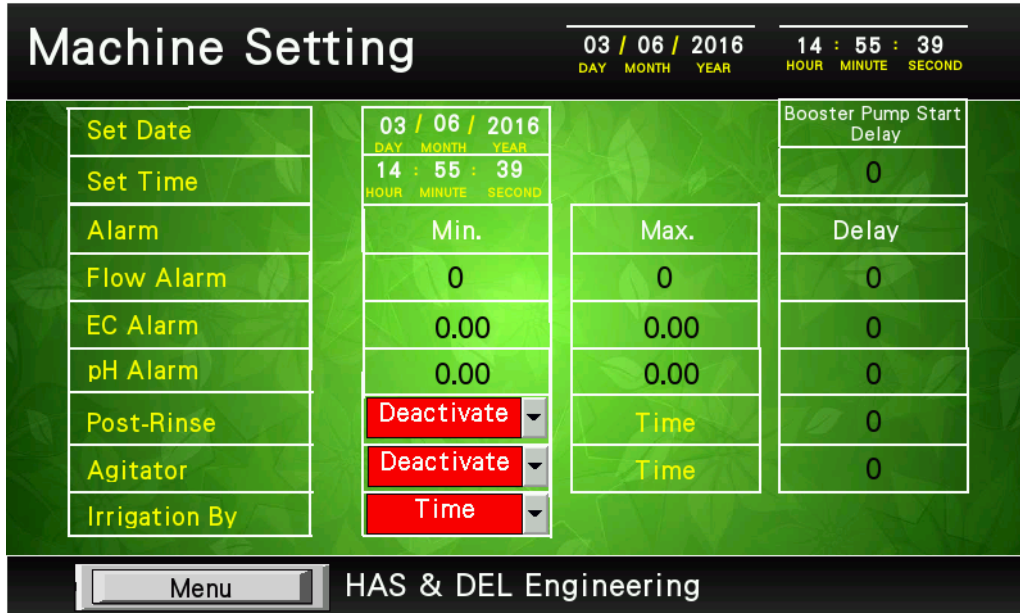 Machine Setting
03 / 06 / 2016
DAY MONTH YEAR
14 : 55 : 39
HOUR MINUTE SECOND
Set Date
03 / 06 / 2016
DAY MONTH YEAR
Booster Pump Start
Delay
Set Time
14 : 55 : 39
HOUR MINUTE SECOND
0
Alarm Min. Max. Delay
Flow Alarm 0 0 0
EC Alarm 0.00 0.00 0
pH Alarm 0.00 0.00 0
Post-Rinse Deactivate Time 0
Agitator Deactivate Time 0
Irrigation By Time
Menu HAS & DEL Engineering